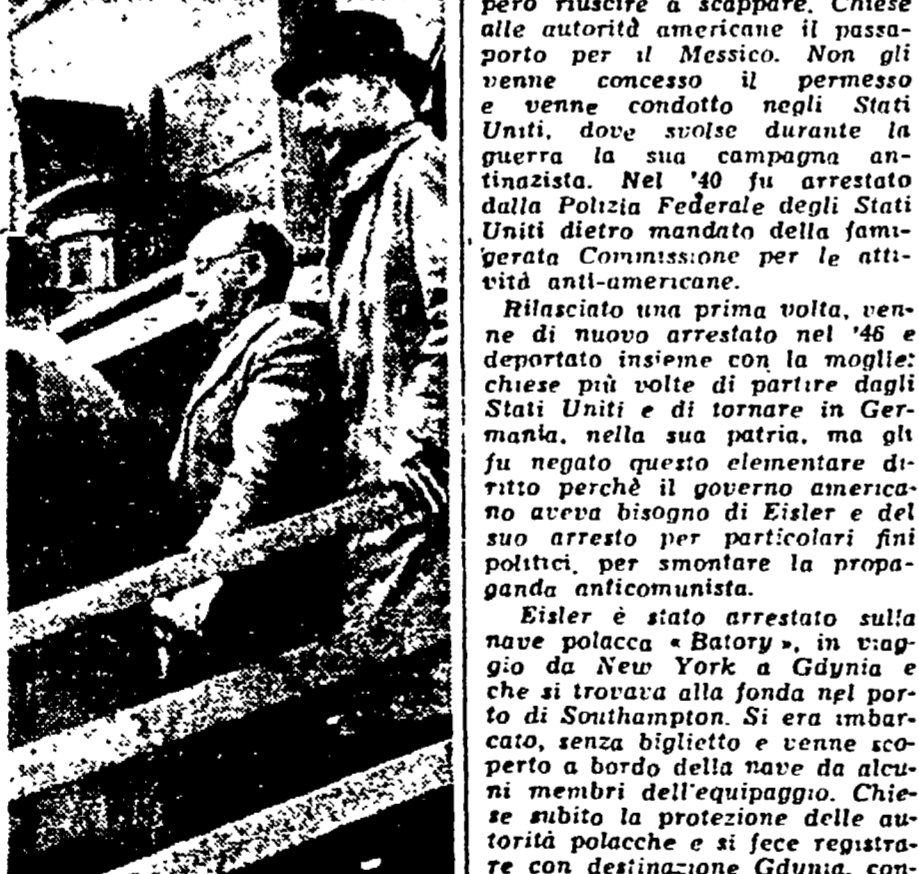 però riuscire a scappare. Chiese
alle autorità americane il passa-
porto per il Messico. Non gli
venne concesso il permesso
e venne condotto negli Stati
Uniti, dove svolse durante la
guerra la sua campagna an-
tinazista. Nel '40 fu arrestato
dalla Polizia Federale degli Stati
Uniti dietro mandato della fami-
gerata Commissione per le atti-
vità anti-americane.
Rilasciato una prima volta, ven-
ne di nuovo arrestato nel '46 e
deportato insieme con la moglie:
chiese più volte di partire dagli
Stati Uniti e di tornare in Ger-
mania, nella sua patria, ma gli
fu negato questo elementare di-
ritto perchè il governo america-
no aveva bisogno di Eisler e del
suo arresto per particolari fini
politici, per smontare la propa-
ganda anticomunista.
Eisler è stato arrestato sulla
nave polacca « Batory », in viag-
gio da New York a Gdynia e
che si trovava alla fonda nel por-
to di Southampton. Si era imbar-
cato, senza biglietto e venne sco-
perto a bordo della nave da alcu-
ni membri dell'equipaggio. Chie-
se subito la protezione delle au-
torità polacche e si fece registra-
re con destinazione Gdynia, con-